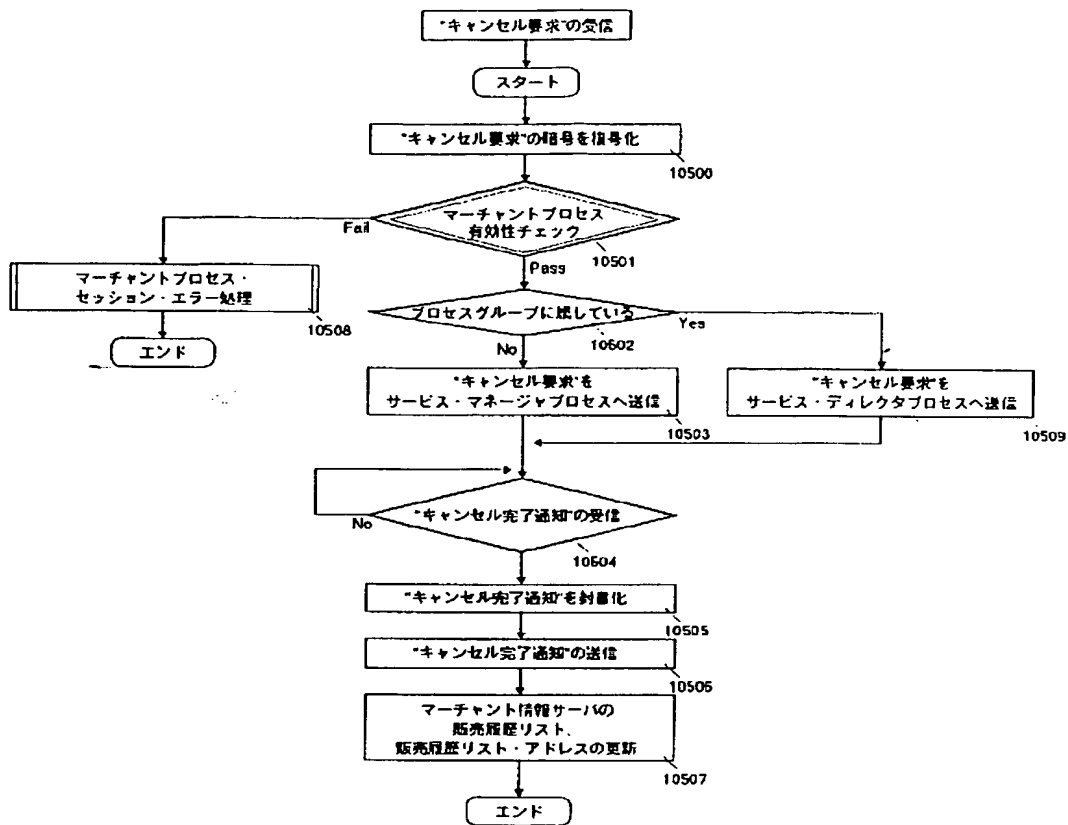 "キャンセル要求"の受信
スタート
"キャンセル要求"の暗号を復号化
10500
マーチャントプロセス
有効性チェック
10501
Fail
Pass
マーチャントプロセス・
セッション・エラー処理
10508
エンド
プロセスグループに属している
10502
Yes
No
"キャンセル要求"を
サービス・マネージャプロセスへ送信
10503
"キャンセル要求"を
サービス・ディレクタプロセスへ送信
10509
"キャンセル完了通知"の受信
No
10504
"キャンセル完了通知"を封書化
10505
"キャンセル完了通知"の送信
10506
マーチャント情報サーバの
販売履歴リスト、
販売履歴リスト・アドレスの更新
10507
エンド